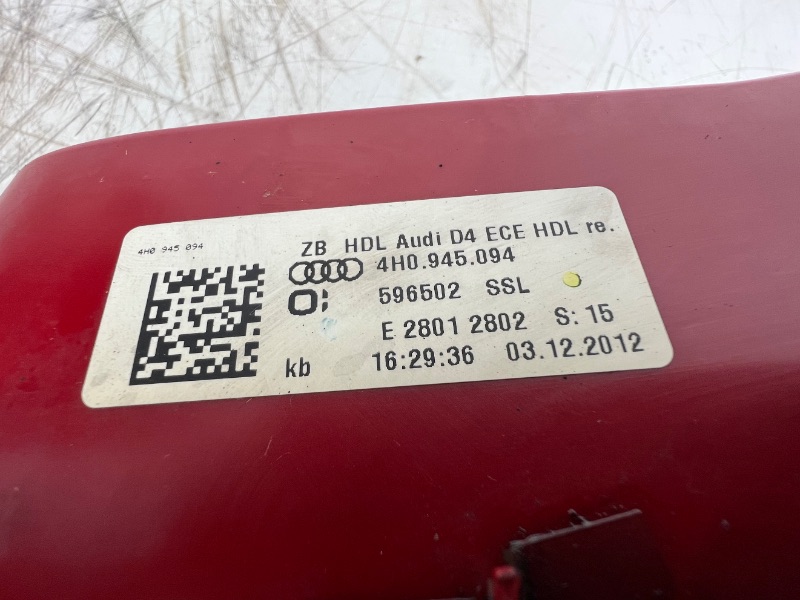 4H0 945 094
ZB HDL Audi D4 ECE HDL re.
4H0.945.094
596502 SSL
E 2801 2802 S: 15
kb 16:29:36 03.12.2012